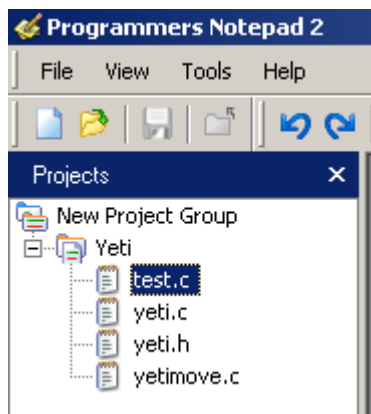 Programmers Notepad 2
File View Tools Help
Projects
New Project Group
Yeti
test.c
yeti.c
yeti.h
yetimove.c